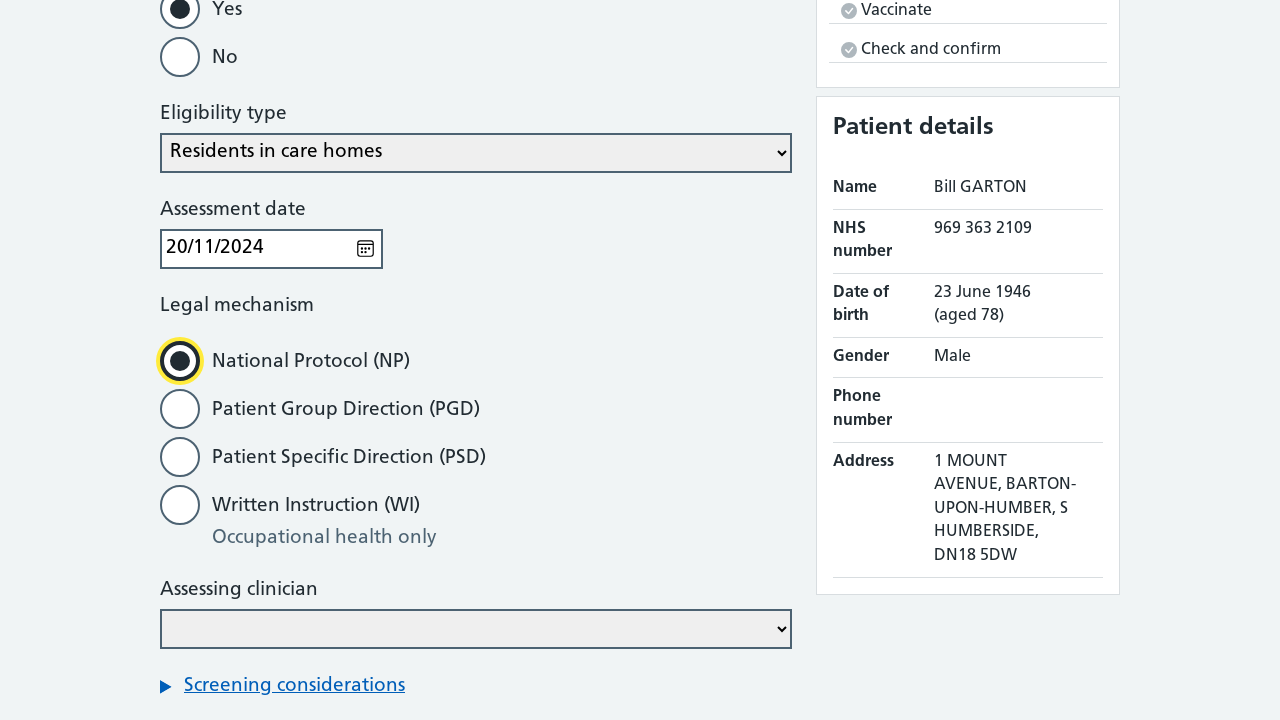 Yes
No
Eligibility type
Residents in care homes
Assessment date
20/11/2024
Legal mechanism
National Protocol (NP)
Patient Group Direction (PGD)
Patient Specific Direction (PSD)
Written Instruction (WI)
Occupational health only
Assessing clinician
Screening considerations
Vaccinate
Check and confirm
Patient details
Name Bill GARTON
NHS number 969 363 2109
Date of birth 23 June 1946 (aged 78)
Gender Male
Phone number
Address 1 MOUNT
AVENUE, BARTON-
UPON-HUMBER, S
HUMBERSIDE,
DN18 5DW